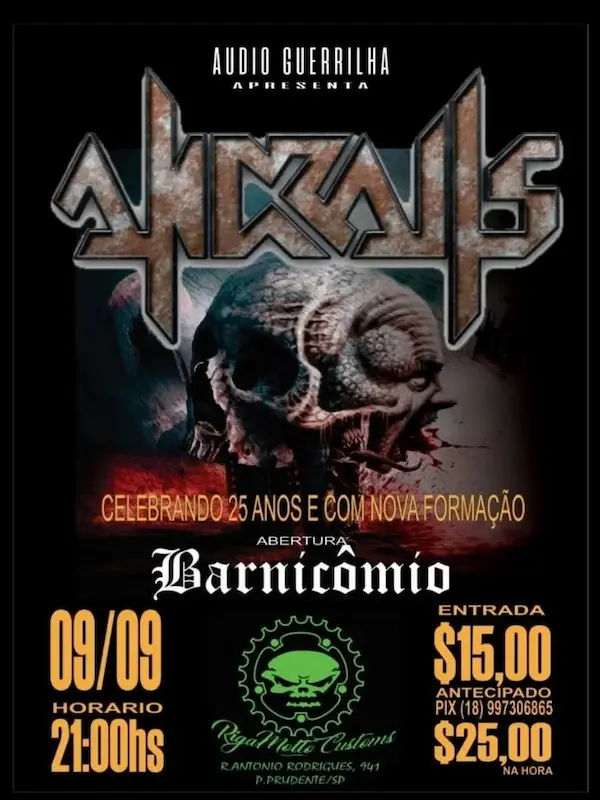 AUDIO GUERRILHA
APRESENTA
ANDRALLS
CELEBRANDO 25 ANOS E COM NOVA FORMAÇÃO
ABERTURA
Barnicômio
09/09
HORARIO
21:00hs
RigaMotto Customs
R.ANTONIO RODRIGUES, 941
P.PRUDENTE/SP
ENTRADA
$15,00
ANTECIPADO
PIX (18) 997306865
$25,00
NA HORA